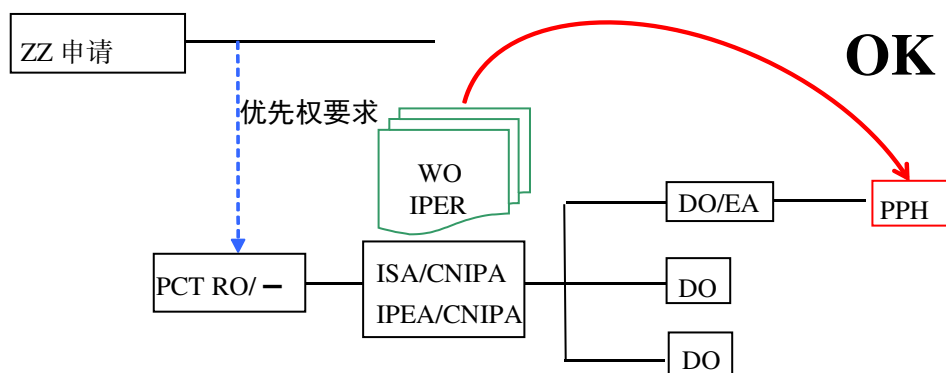 ZZ 申请
OK
优先权要求
WO
IPER
DO/EA
PPH
PCT RO/ －
ISA/CNIPA
IPEA/CNIPA
DO
DO